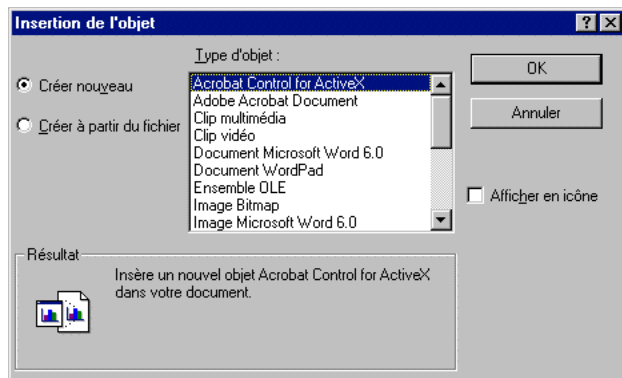 Insertion de l'objet
Type d'objet :
Créer nouveau
Créer à partir du fichier
Acrobat Control for ActiveX
Adobe Acrobat Document
Clip multimédia
Clip vidéo
Document Microsoft Word 6.0
Document WordPad
Ensemble OLE
Image Bitmap
Image Microsoft Word 6.0
OK
Annuler
Afficher en icône
Résultat
Insère un nouvel objet Acrobat Control for ActiveX
dans votre document.